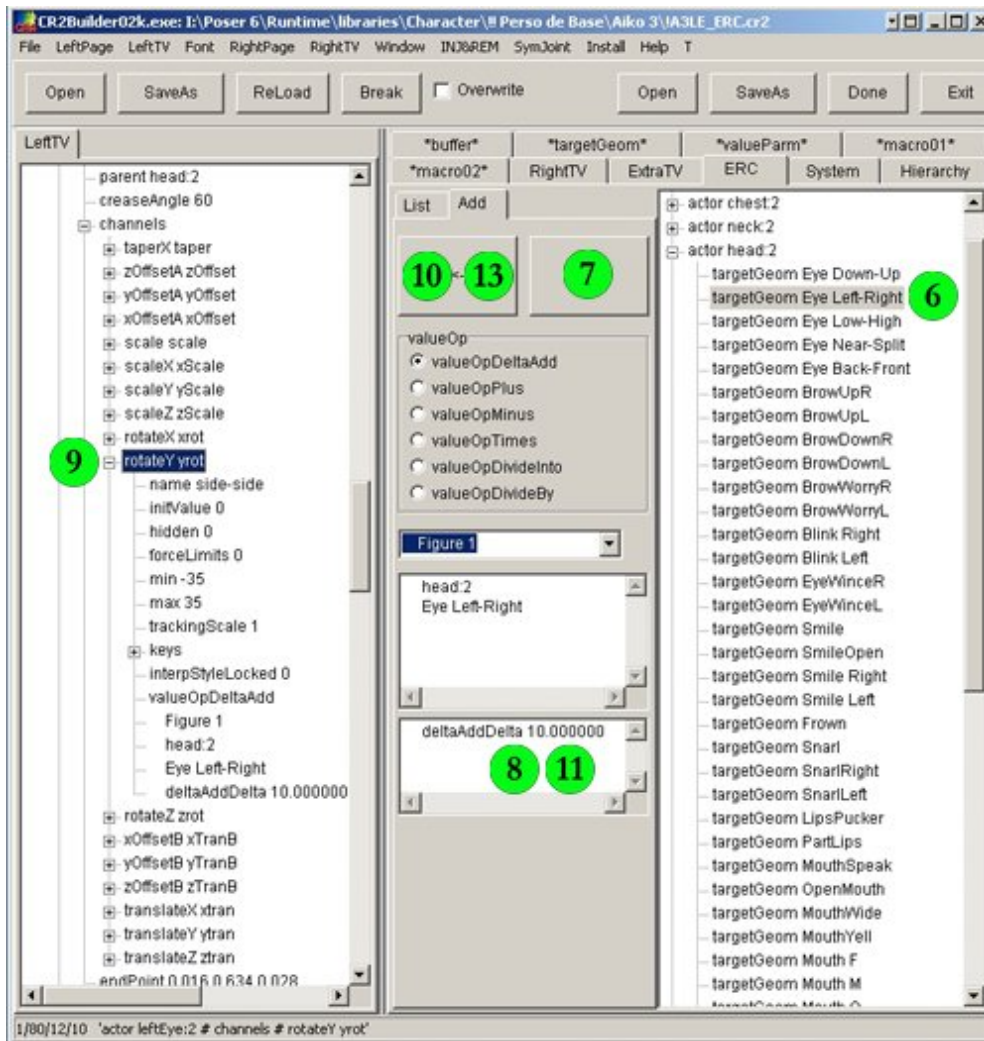 CR2Builder02k.exe: I:\Poser 6\Runtime\libraries\Character\!! Perso de Base\Aiko 3\!A3LE_ERC.cr2
File LeftPage LeftTV Font RightPage RightTV Window INJ&REM SymJoint Install Help T
Open SaveAs ReLoad Break Overwrite Open SaveAs Done Exit
LeftTV
parent head:2
creaseAngle 60
channels
taperX taper
zOffsetA zOffset
yOffsetA yOffset
xOffsetA xOffset
scale scale
scaleX xScale
scaleY yScale
scaleZ zScale
rotateX xrot
9 rotateY yrot
name side-side
initValue 0
hidden 0
forceLimits 0
min -35
max 35
trackingScale 1
keys
interpStyleLocked 0
valueOpDeltaAdd
Figure 1
head:2
Eye Left-Right
deltaAddDelta 10.000000
rotateZ zrot
xOffsetB xTranB
yOffsetB yTranB
zOffsetB zTranB
translateX xtran
translateY ytran
translateZ ztran
endPoint 0.016 0.634 0.028
*buffer* *targetGeom* *valueParm* *macro01*
*macro02* RightTV ExtraTV ERC System Hierarchy
List Add
10 <- 13 7
valueOp
valueOpDeltaAdd
valueOpPlus
valueOpMinus
valueOpTimes
valueOpDivideInto
valueOpDivideBy
Figure 1
head:2
Eye Left-Right
deltaAddDelta 10.000000
8 11
actor chest:2
actor neck:2
actor head:2
targetGeom Eye Down-Up
targetGeom Eye Left-Right 6
targetGeom Eye Low-High
targetGeom Eye Near-Split
targetGeom Eye Back-Front
targetGeom BrowUpR
targetGeom BrowUpL
targetGeom BrowDownR
targetGeom BrowDownL
targetGeom BrowWorryR
targetGeom BrowWorryL
targetGeom Blink Right
targetGeom Blink Left
targetGeom EyeWinceR
targetGeom EyeWinceL
targetGeom Smile
targetGeom SmileOpen
targetGeom Smile Right
targetGeom Smile Left
targetGeom Frown
targetGeom Snarl
targetGeom SnarlRight
targetGeom SnarlLeft
targetGeom LipsPucker
targetGeom PartLips
targetGeom MouthSpeak
targetGeom OpenMouth
targetGeom MouthWide
targetGeom MouthYell
targetGeom Mouth F
targetGeom Mouth M
targetGeom Mouth O
1/80/12/10 'actor leftEye:2 # channels # rotateY yrot'